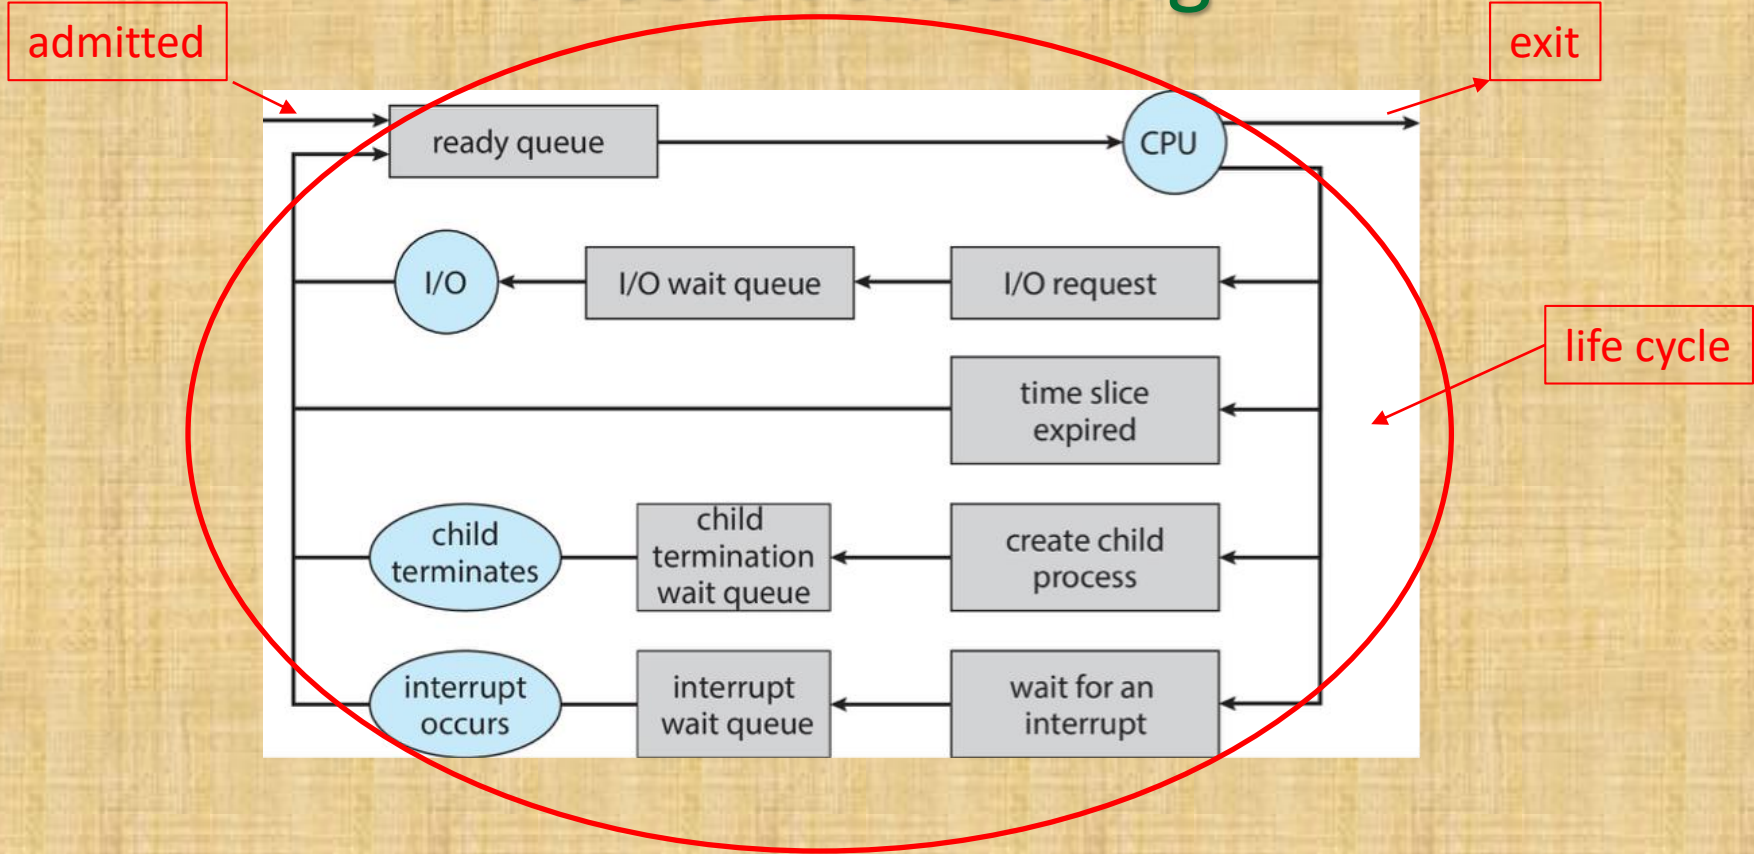 admitted
exit
ready queue
CPU
I/O
I/O wait queue
I/O request
life cycle
time slice
expired
child
terminates
child
termination
wait queue
create child
process
interrupt
occurs
interrupt
wait queue
wait for an
interrupt